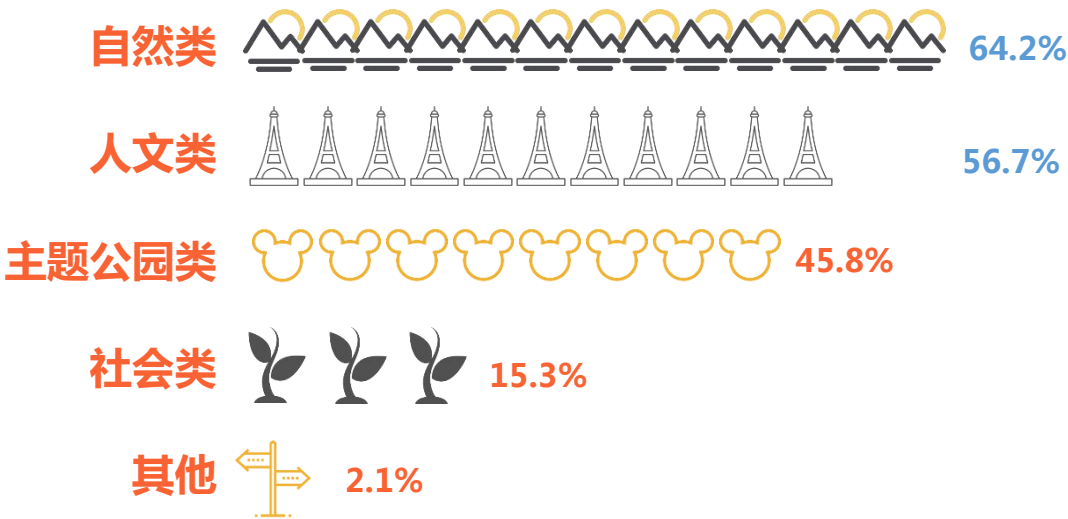 自然类 64.2%
人文类 56.7%
主题公园类 45.8%
社会类 15.3%
其他 2.1%